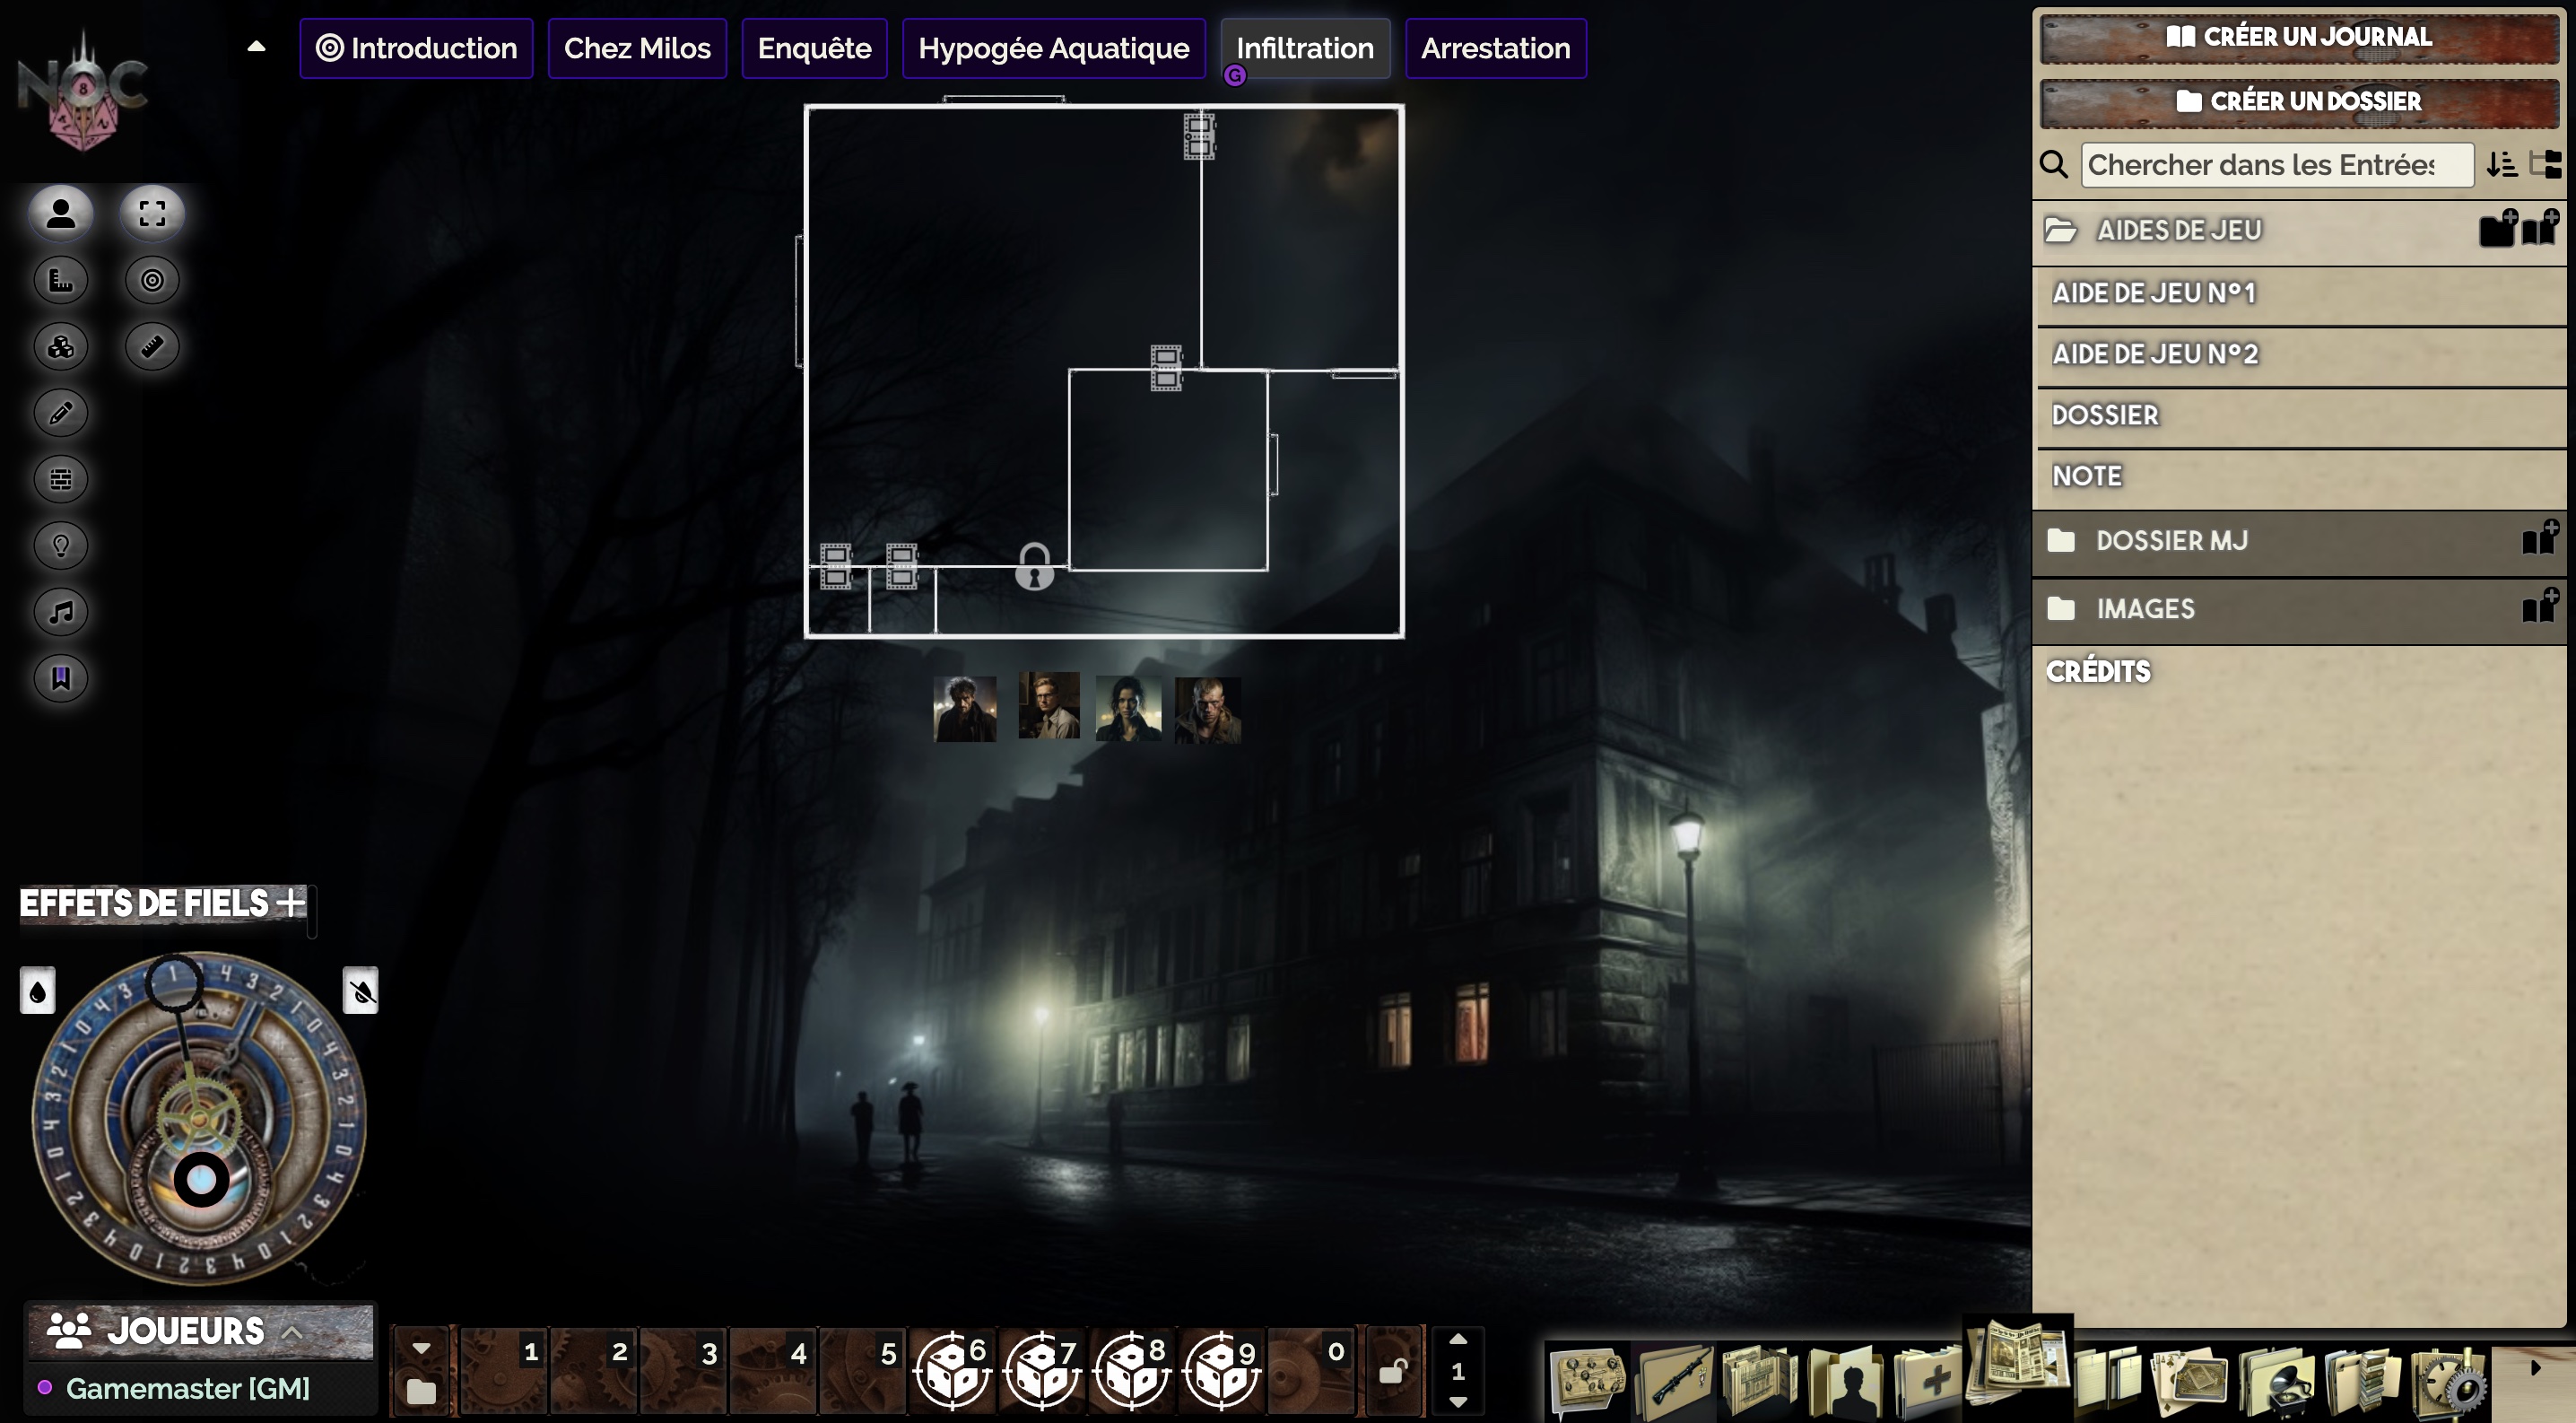 NOC
8
Introduction
Chez Milos
Enquête
Hypogée Aquatique
Infiltration
G
Arrestation
CRÉER UN JOURNAL
CRÉER UN DOSSIER
Chercher dans les Entrées
AIDES DE JEU
AIDE DE JEU N°1
AIDE DE JEU N°2
DOSSIER
NOTE
DOSSIER MJ
IMAGES
CRÉDITS
EFFETS DE FIELS +
JOUEURS
Gamemaster [GM]
1
2
3
4
5
6
7
8
9
0
1